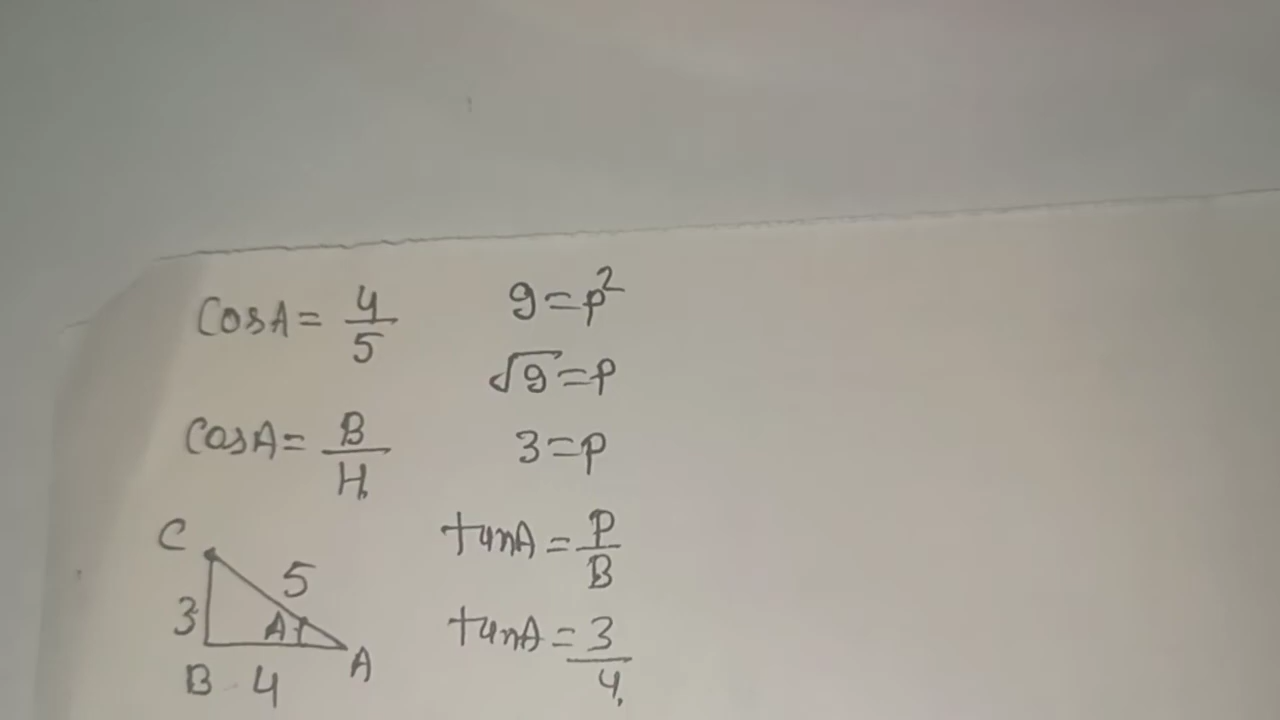 CosA = 4/5
CosA = B/H
C
5
3
A
B 4 A
9 = p²
√9 = p
3 = p
tanA = P/B
tanA = 3/4